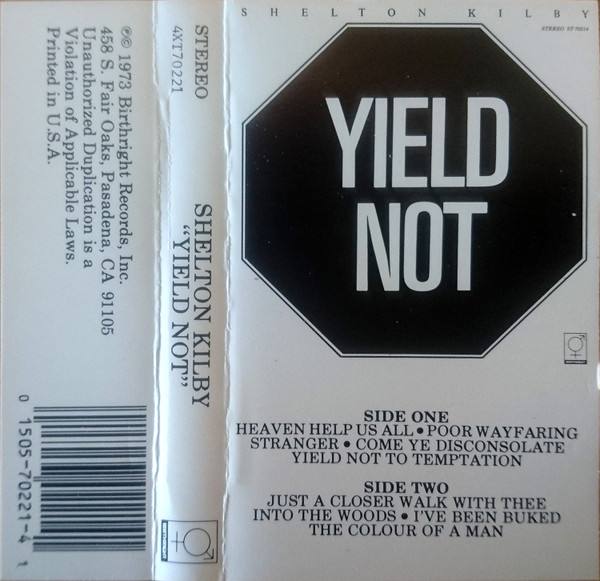 ℗© 1973 Birthright Records, Inc.
458 S. Fair Oaks, Pasadena, CA 91105
Unauthorized Duplication is a
Violation of Applicable Laws.
Printed in U.S.A.
0 1505-70221-4 1
STEREO
4XT70221
SHELTON KILBY
“YIELD NOT”
SHELTON KILBY
YIELD
NOT
SIDE ONE
HEAVEN HELP US ALL • POOR WAYFARING
STRANGER • COME YE DISCONSOLATE
YIELD NOT TO TEMPTATION
SIDE TWO
JUST A CLOSER WALK WITH THEE
INTO THE WOODS • I'VE BEEN BUKED
THE COLOUR OF A MAN